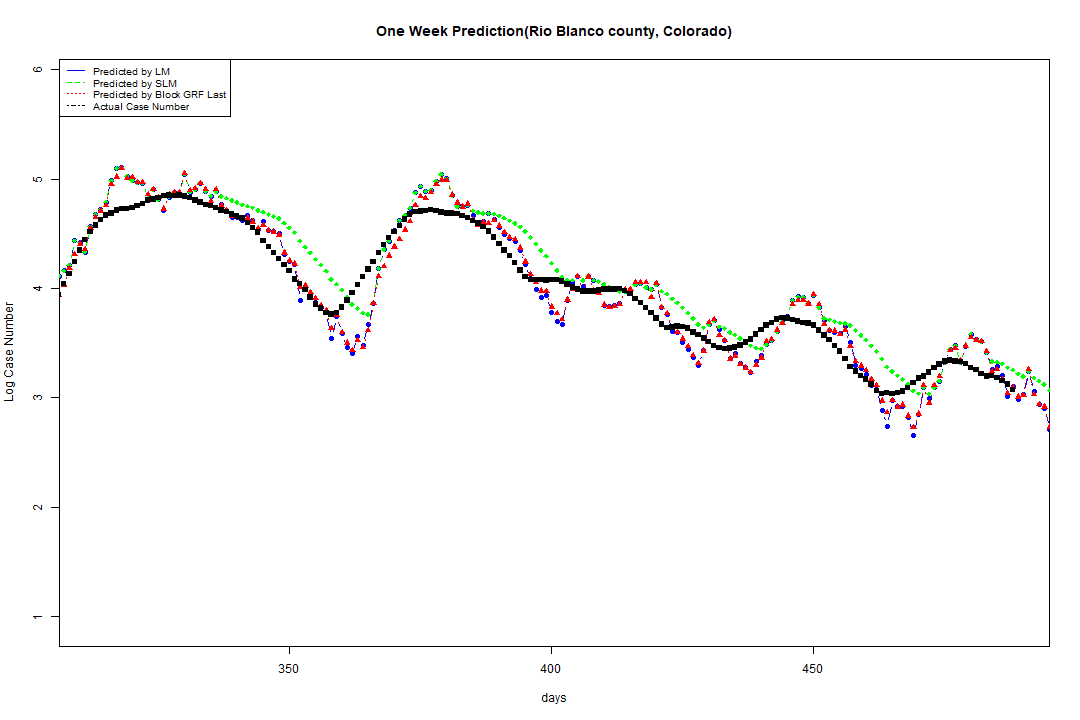 One Week Prediction(Rio Blanco county, Colorado)
6
Predicted by LM
Predicted by SLM
Predicted by Block GRF Last
Actual Case Number
5
4
3
2
1
Log Case Number
350
400
450
days